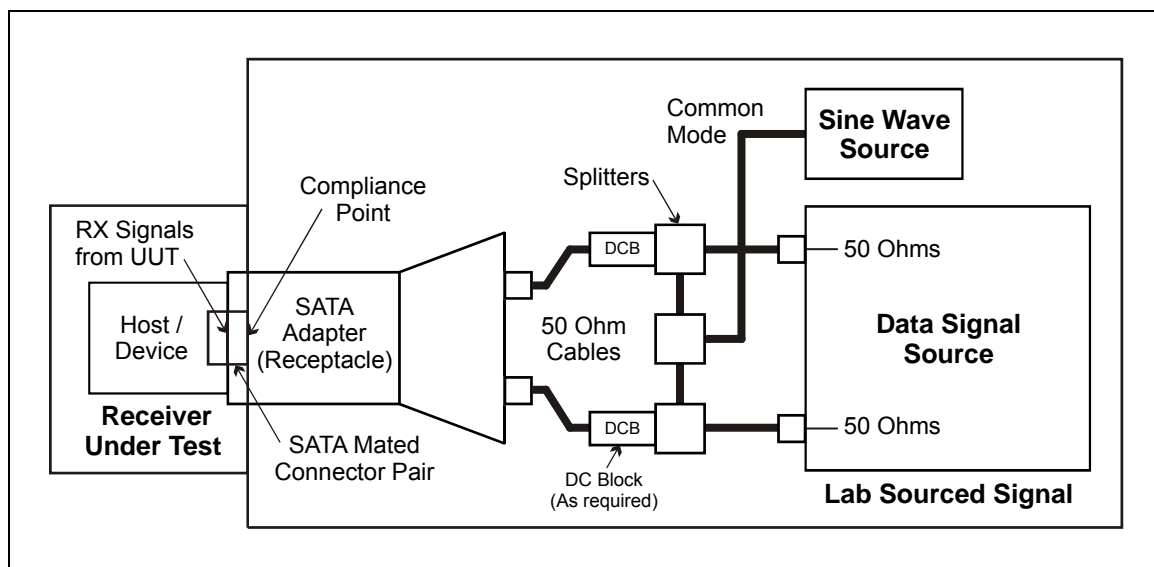 Common
Mode
Sine Wave
Source
Splitters
Compliance
Point
RX Signals
from UUT
DCB
50 Ohms
Host /
Device
SATA
Adapter
(Receptacle)
50 Ohm
Cables
Data Signal
Source
Receiver
Under Test
SATA Mated
Connector Pair
DCB
50 Ohms
DC Block
(As required)
Lab Sourced Signal